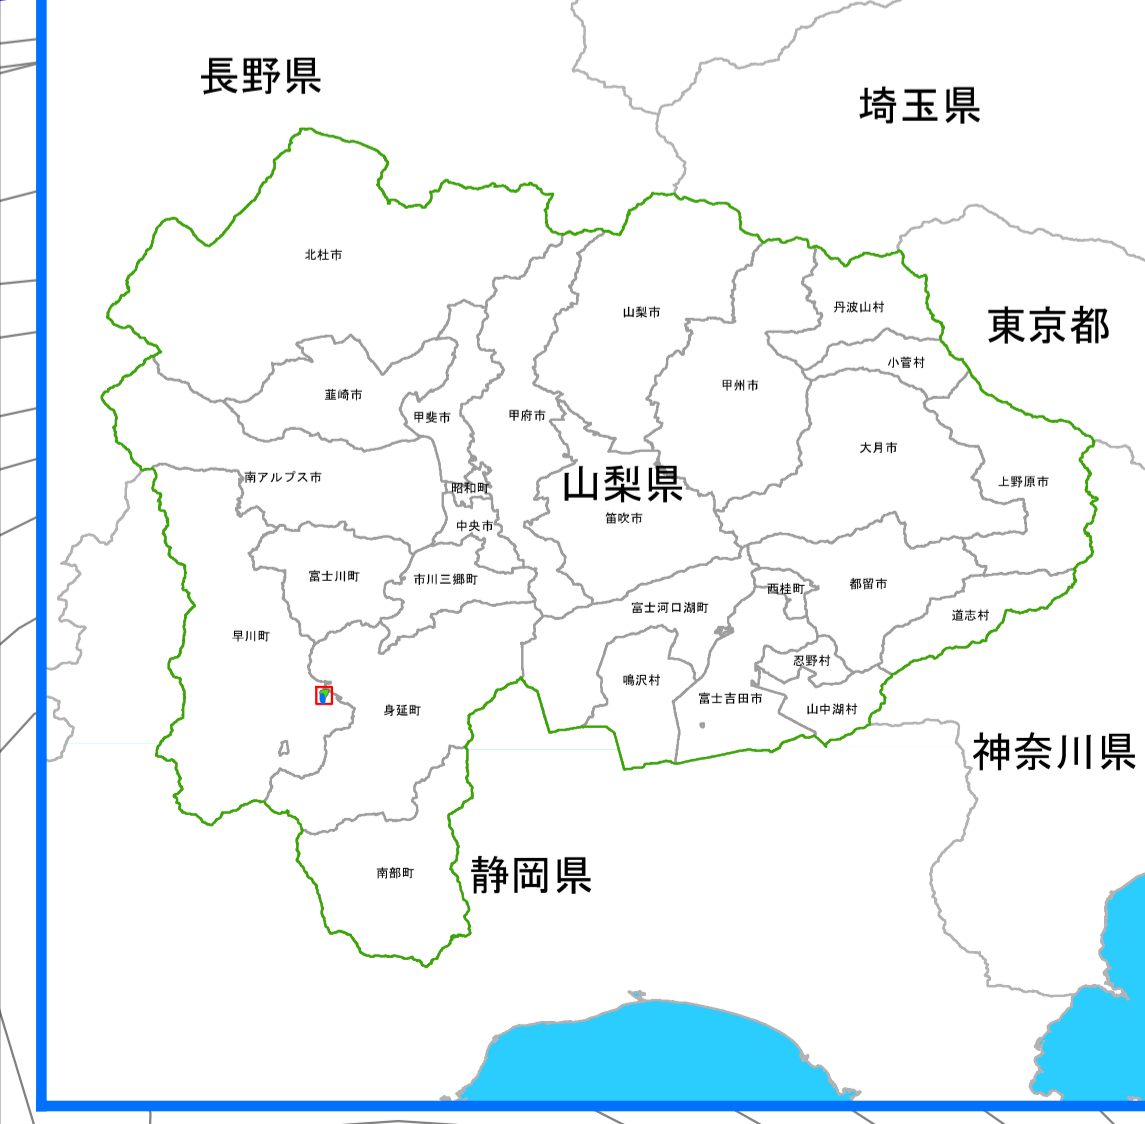 長野県
埼玉県
北杜市
山梨市
丹波山村
東京都
小菅村
甲州市
韮崎市
甲府市
甲斐市
大月市
南アルプス市
上野原市
山梨県
昭和町
笛吹市
中央市
富士川町
市川三郷町
都留市
西桂町
富士河口湖町
道志村
早川町
忍野村
鳴沢村
富士吉田市
身延町
山中湖村
神奈川県
南部町
静岡県